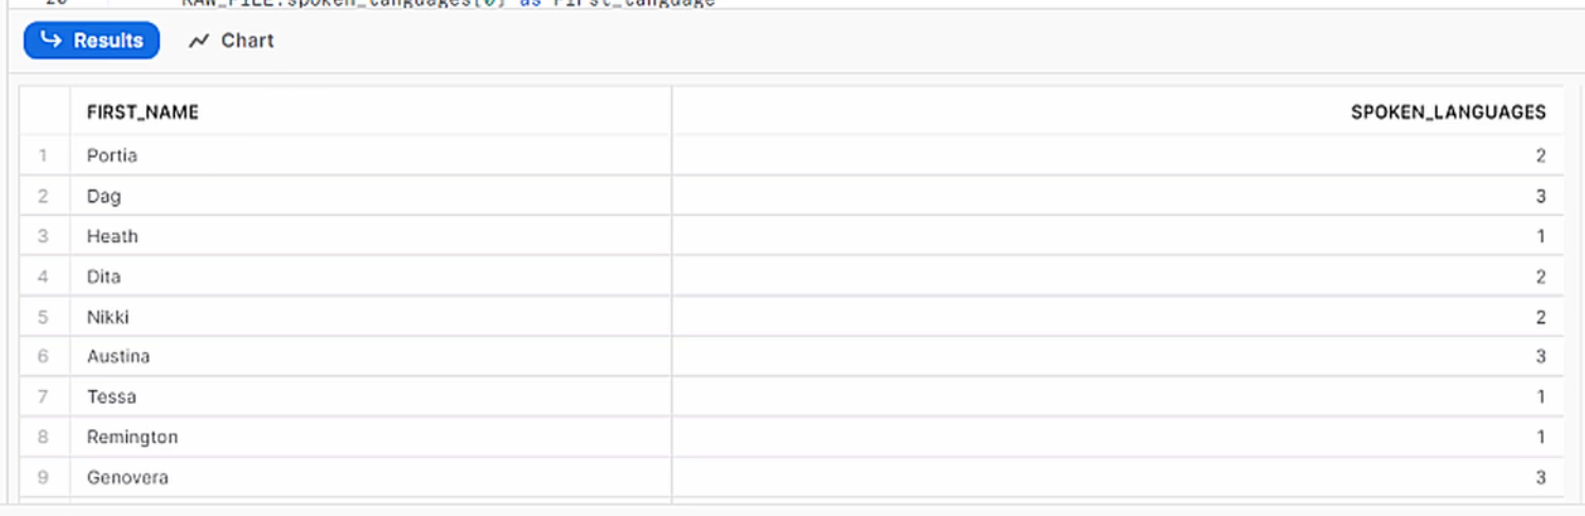 RAW_FILE:spoken_languages[0] as First_language
Results Chart
FIRST_NAME SPOKEN_LANGUAGES
1 Portia 2
2 Dag 3
3 Heath 1
4 Dita 2
5 Nikki 2
6 Austina 3
7 Tessa 1
8 Remington 1
9 Genovera 3